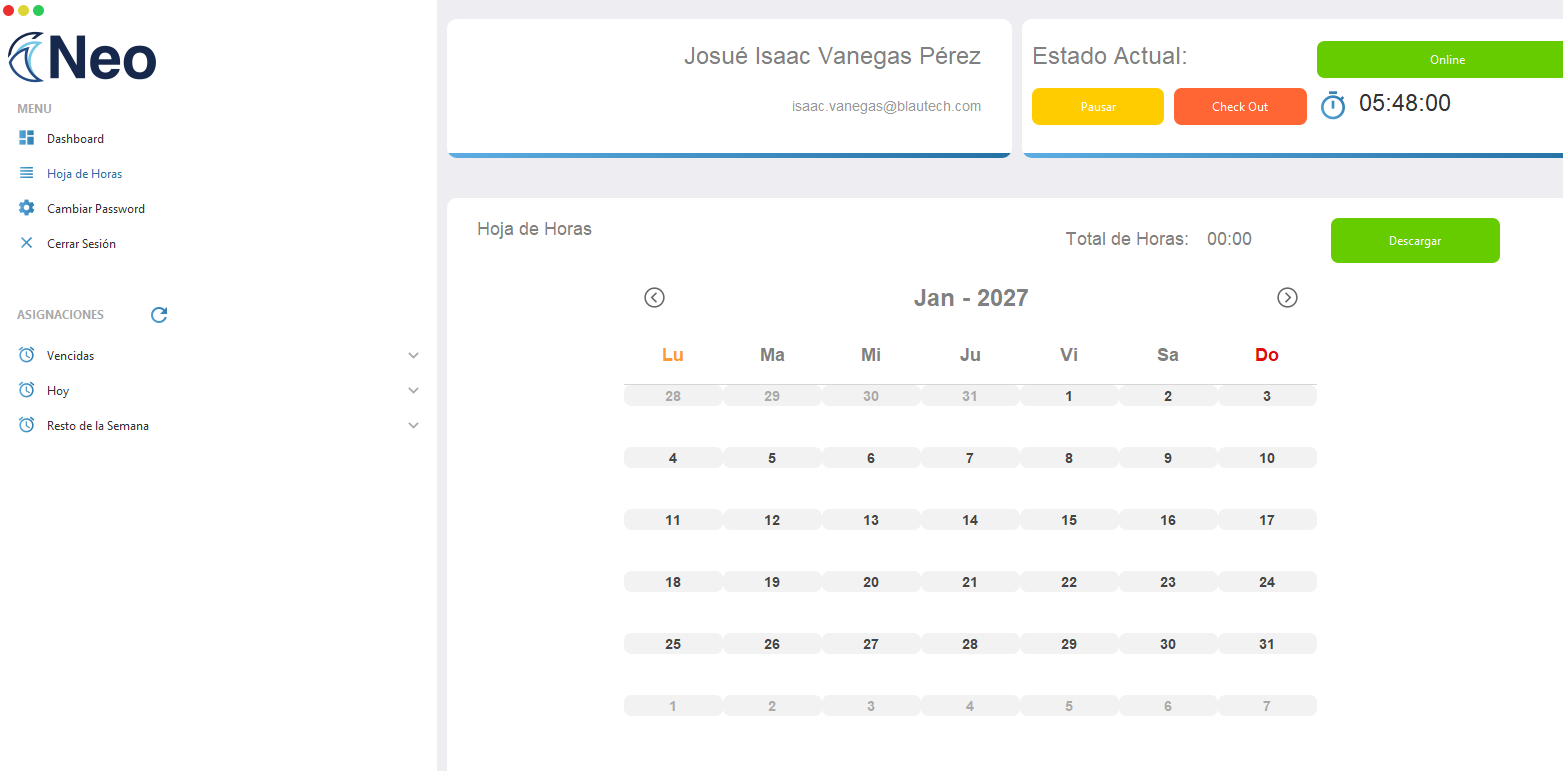 Neo
MENU
Dashboard
Hoja de Horas
Cambiar Password
Cerrar Sesión
ASIGNACIONES
Vencidas
Hoy
Resto de la Semana
Josué Isaac Vanegas Pérez
isaac.vanegas@blautech.com
Estado Actual:
Online
Pausar
Check Out
05:48:00
Hoja de Horas
Total de Horas: 00:00
Descargar
Jan - 2027
Lu Ma Mi Ju Vi Sa Do
28 29 30 31 1 2 3
4 5 6 7 8 9 10
11 12 13 14 15 16 17
18 19 20 21 22 23 24
25 26 27 28 29 30 31
1 2 3 4 5 6 7